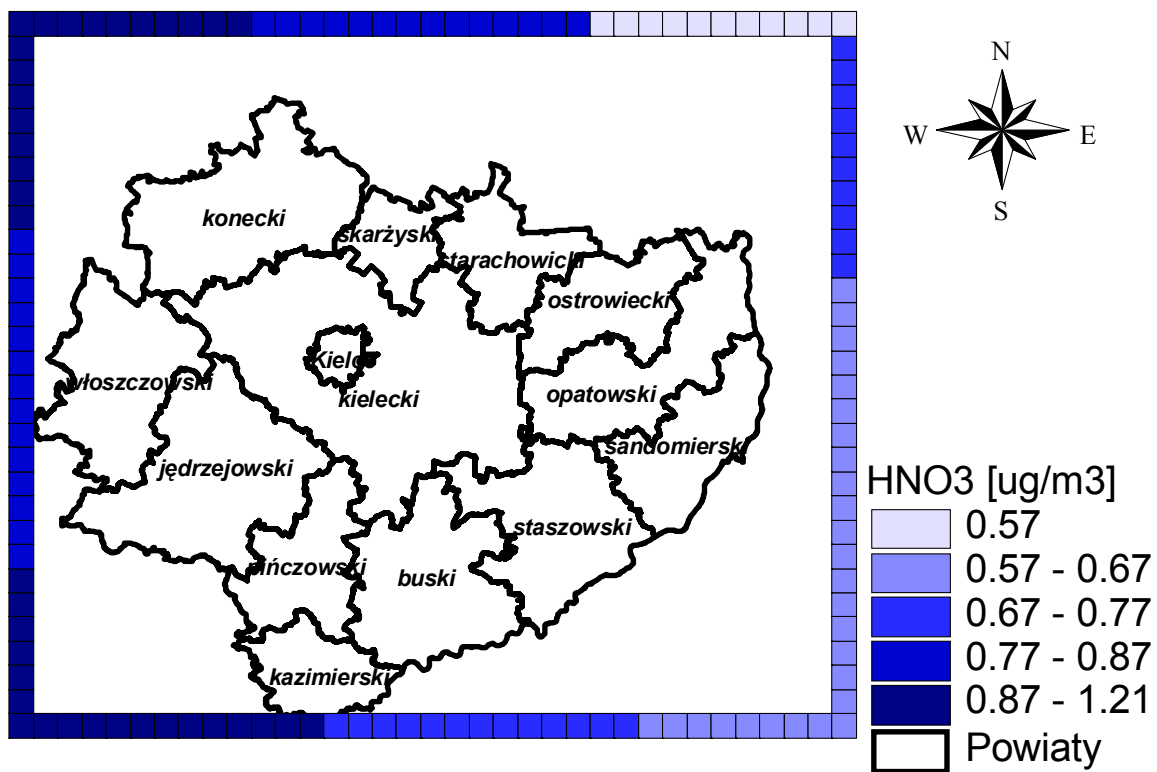 N
W
E
S
konecki
skarżyski
starachowicki
ostrowiecki
Kielce
włoszczowski
kielecki
opatowski
sandomierski
jędrzejowski
staszowski
pińczowski
buski
kazimierski
HNO3 [ug/m3]
0.57
0.57 - 0.67
0.67 - 0.77
0.77 - 0.87
0.87 - 1.21
Powiaty